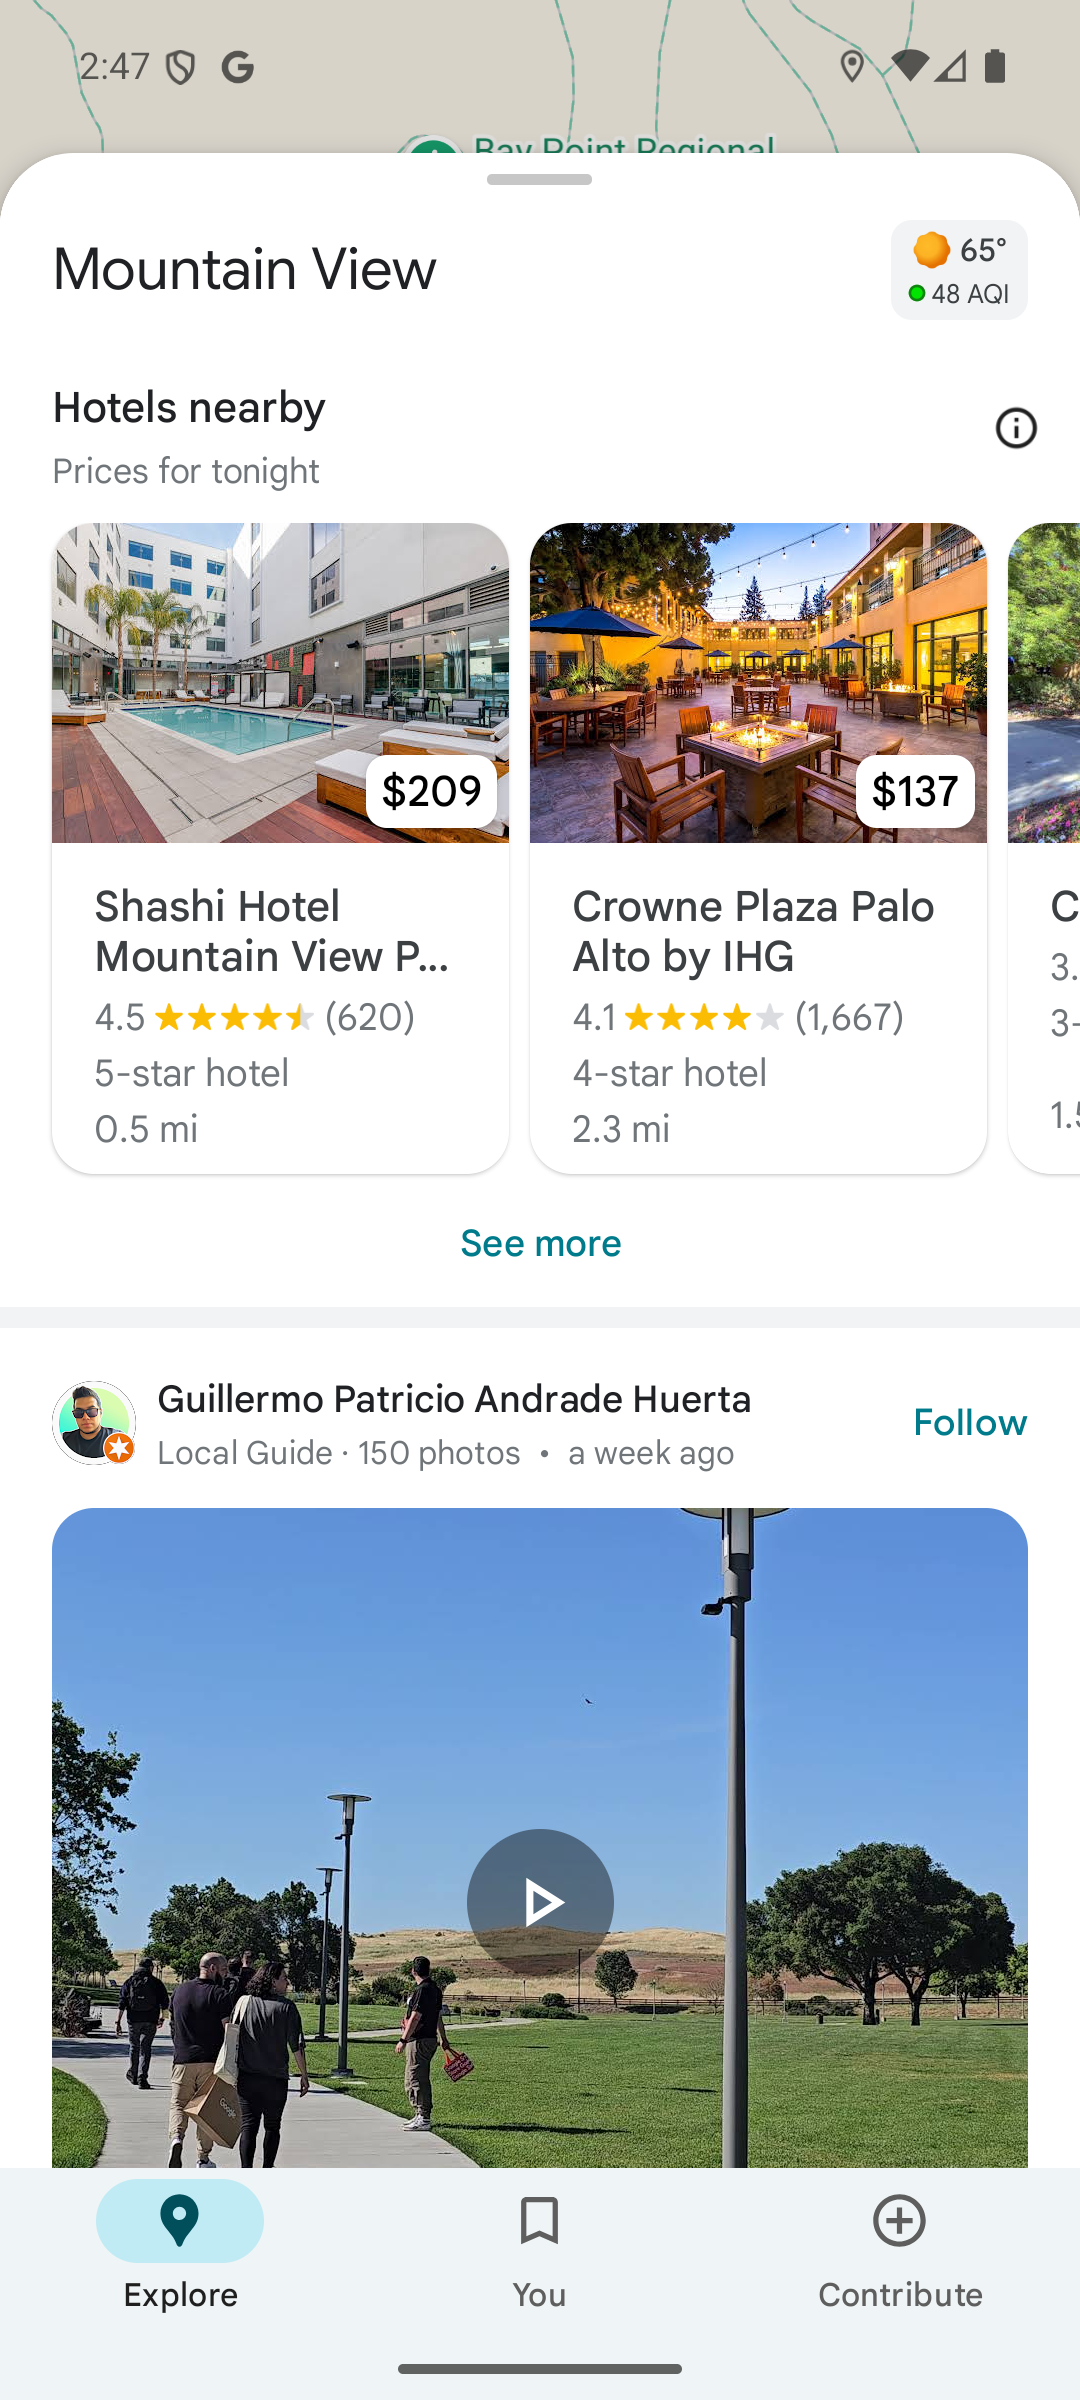 2:47
Bay Point Regional
Mountain View
65°
48 AQI
Hotels nearby
Prices for tonight
$209
$137
Shashi Hotel
Mountain View P...
4.5 (620)
5-star hotel
0.5 mi
Crowne Plaza Palo
Alto by IHG
4.1 (1,667)
4-star hotel
2.3 mi
C
3.
3-
1.5
See more
Guillermo Patricio Andrade Huerta
Local Guide · 150 photos • a week ago
Follow
Google
Explore
You
Contribute